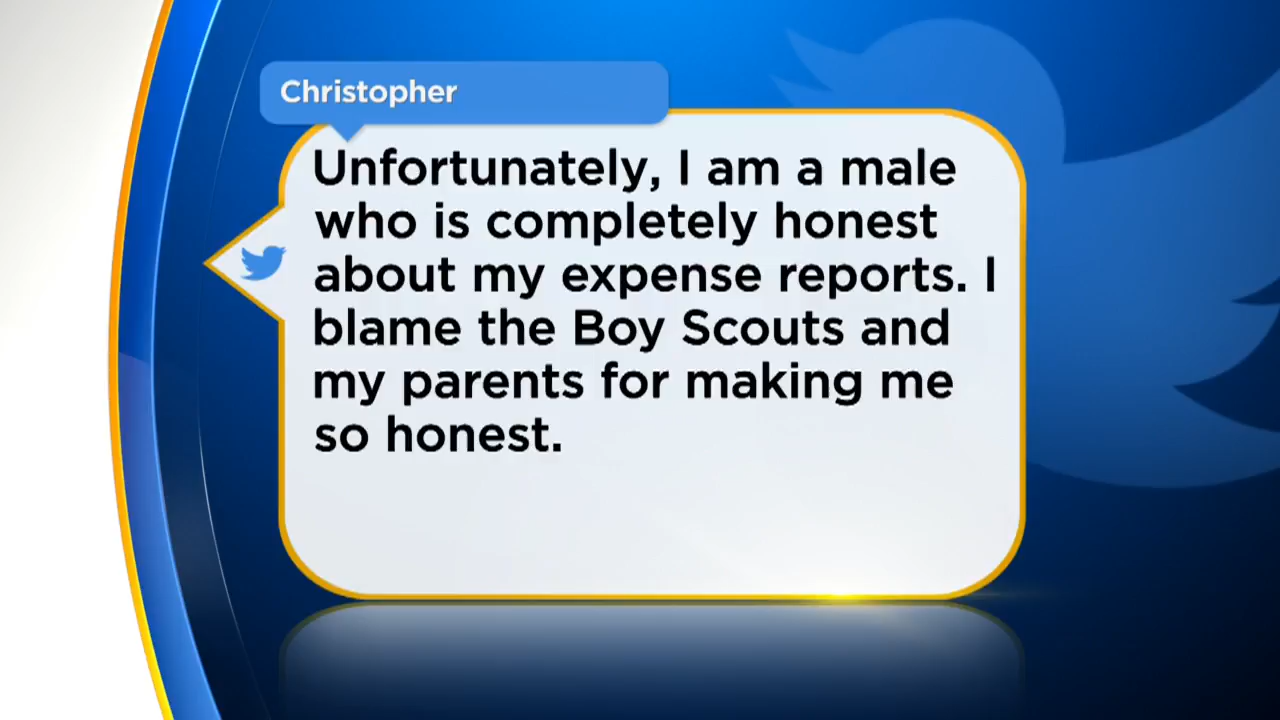 Christopher
Unfortunately, I am a male
who is completely honest
about my expense reports. I
blame the Boy Scouts and
my parents for making me
so honest.